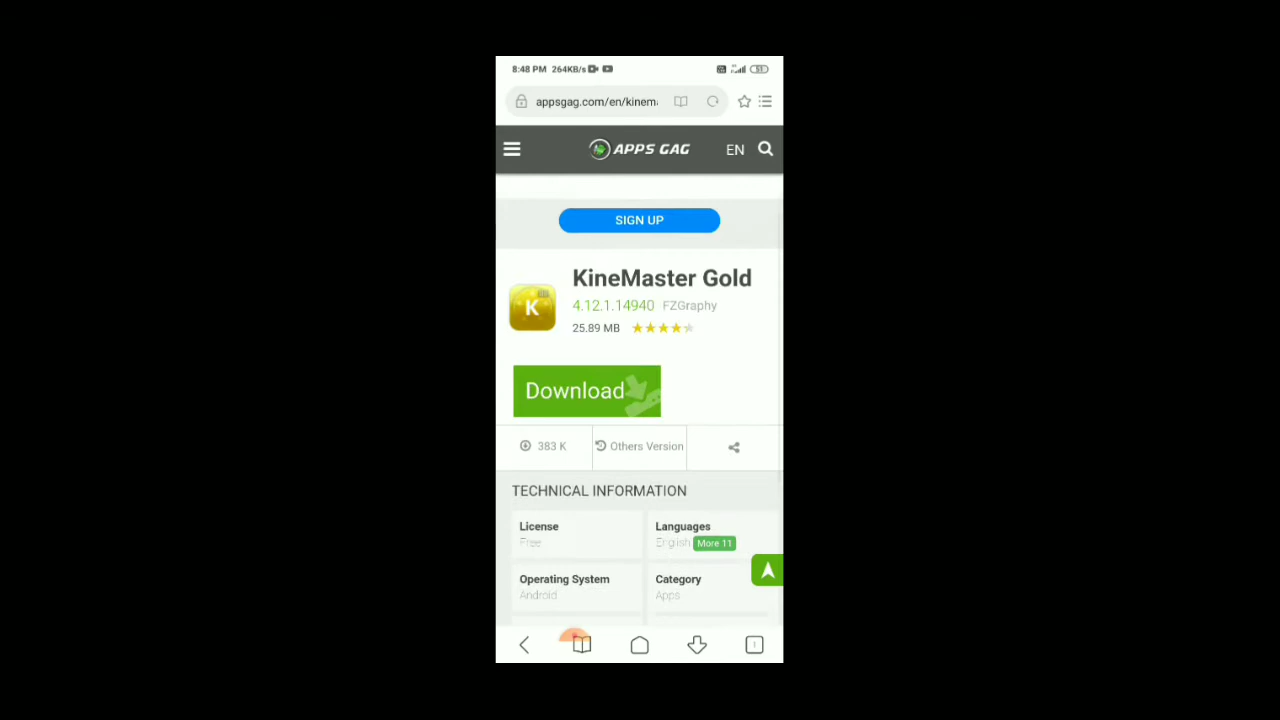 8:48 PM 264KB/s 51
appsgag.com/en/kinem
APPS GAG EN
SIGN UP
K
KineMaster Gold
4.12.1.14940 FZGraphy
25.89 MB
Download
383 K Others Version
TECHNICAL INFORMATION
License Languages
Free English More 11
Operating System Category
Android Apps
1